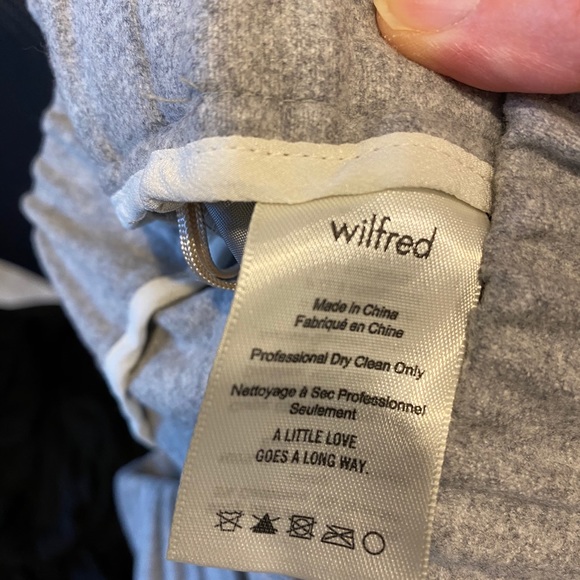 wilfred
Made in China
Fabriqué en Chine
Professional Dry Clean Only
Nettoyage à Sec Professionnel
Seulement
A LITTLE LOVE
GOES A LONG WAY.